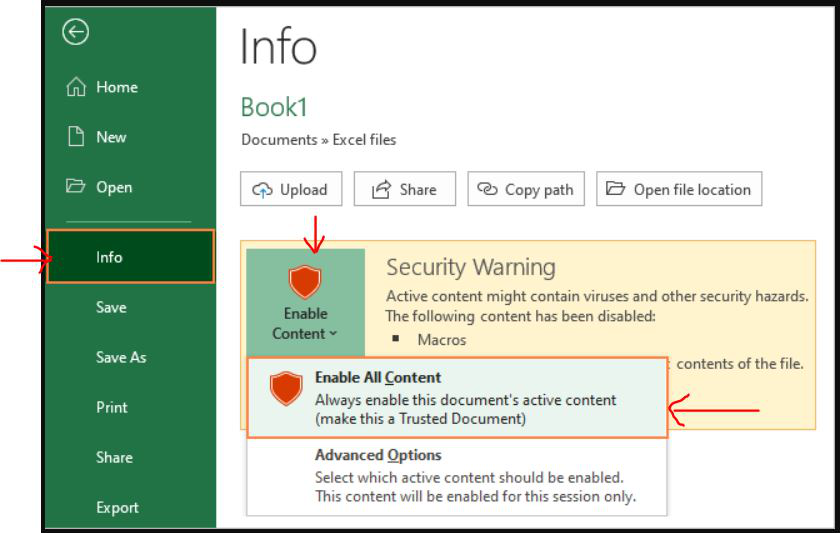 Info
Book1
Documents » Excel files
Home
New
Open
Info
Save
Save As
Print
Share
Export
Upload
Share
Copy path
Open file location
Enable
Content
Security Warning
Active content might contain viruses and other security hazards.
The following content has been disabled:
▪ Macros
contents of the file.
Enable All Content
Always enable this document's active content
(make this a Trusted Document)
Advanced Options
Select which active content should be enabled.
This content will be enabled for this session only.